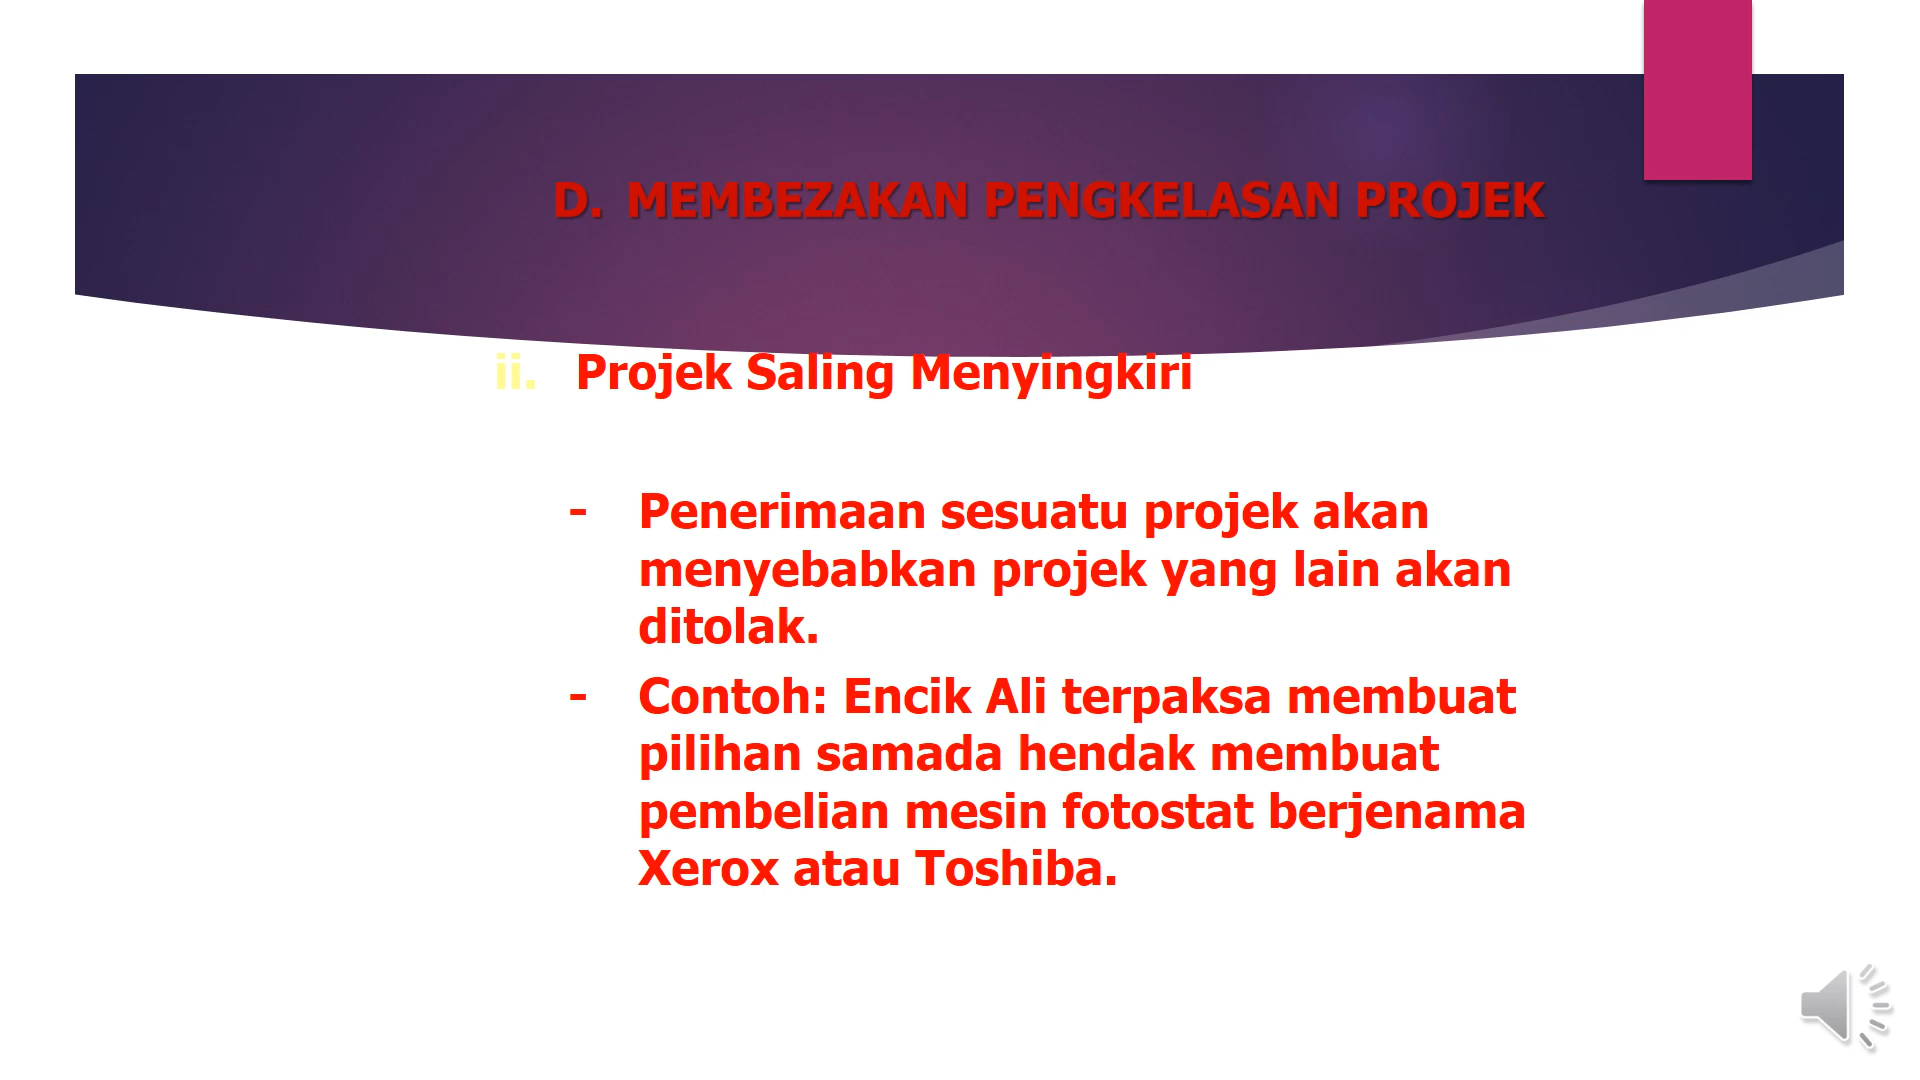 D. MEMBEZAKAN PENGKELASAN PROJEK
ii. Projek Saling Menyingkiri
- Penerimaan sesuatu projek akan
menyebabkan projek yang lain akan
ditolak.
- Contoh: Encik Ali terpaksa membuat
pilihan samada hendak membuat
pembelian mesin fotostat berjenama
Xerox atau Toshiba.